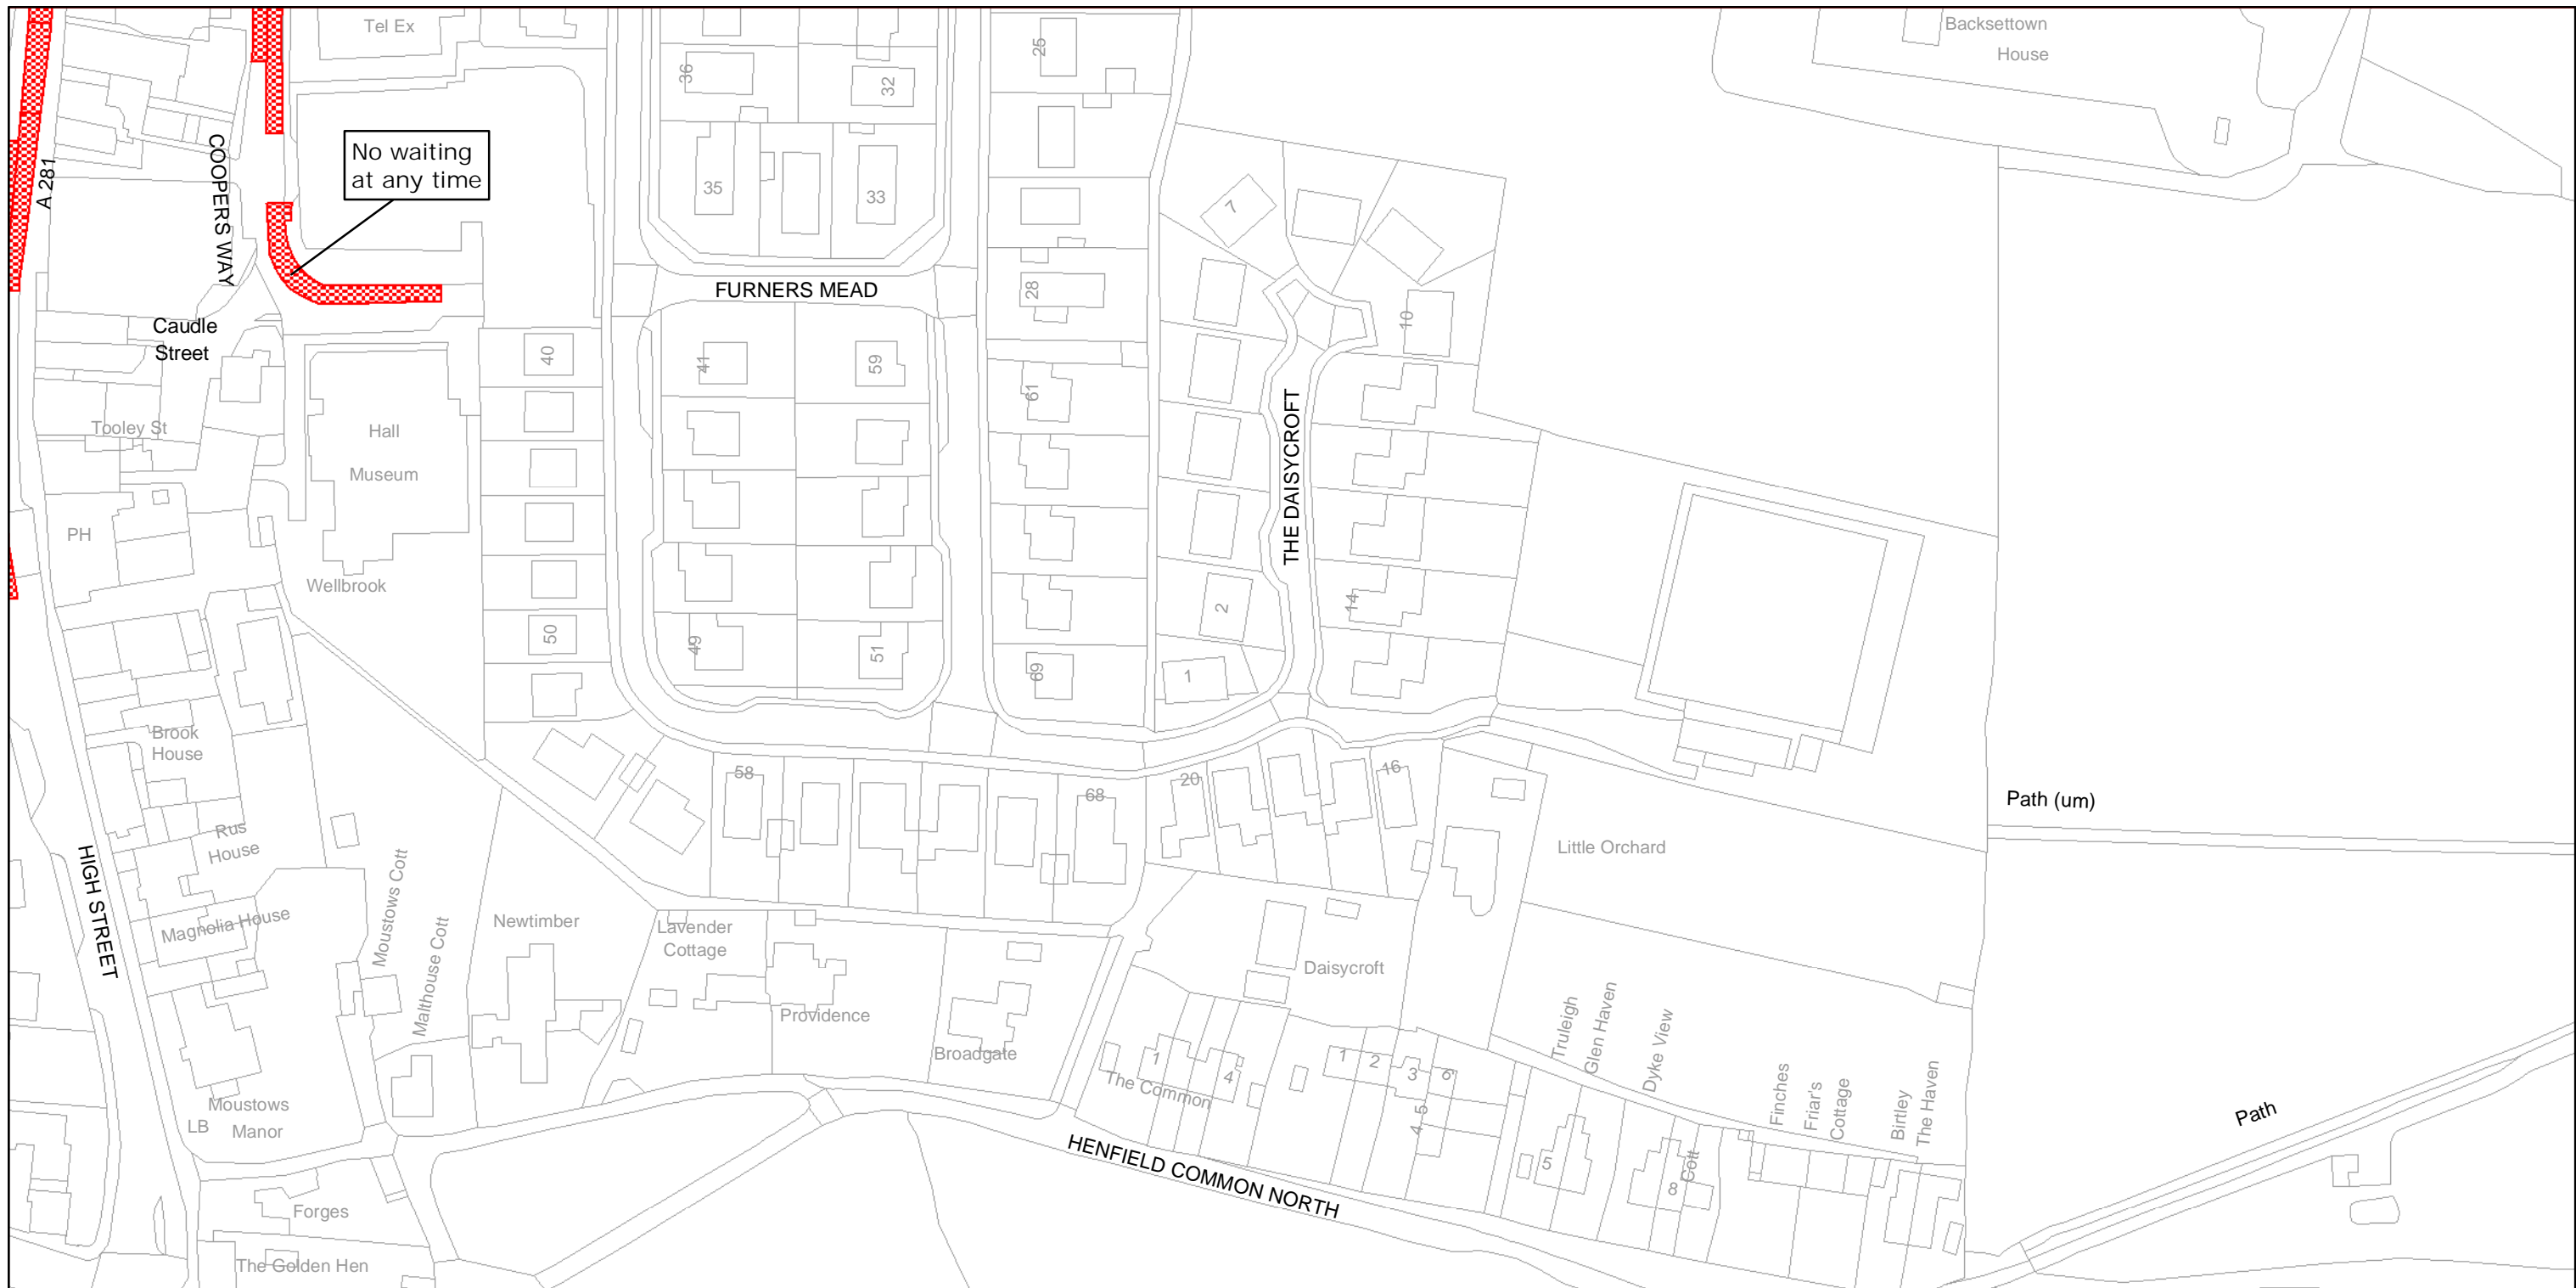 Tel Ex
Backsettown
House
25
36
32
A 281
COOPERS WAY
No waiting
at any time
35
33
7
FURNERS MEAD
28
10
Caudle
Street
40
41
59
61
Tooley St
Hall
Museum
THE DAISYCROFT
PH
Wellbrook
50
49
51
69
2
14
1
Brook
House
58
68
20
16
Path (um)
Rus
House
Little Orchard
HIGH STREET
Magnolia House
Moustows Cott
Malthouse Cott
Newtimber
Lavender
Cottage
Daisycroft
Providence
Broadgate
Truleigh
Glen Haven
Dyke View
1
4
The Common
1
2
3
6
5
4
Finches
Friar's
Cottage
Birtley
The Haven
Path
Moustows
Manor
LB
HENFIELD COMMON NORTH
5
8
Cott
Forges
The Golden Hen